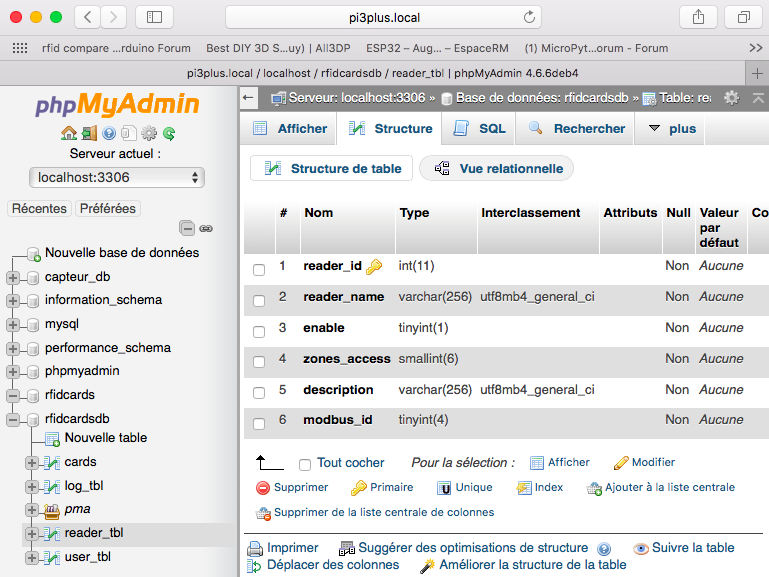 pi3plus.local
rfid compare ...rduino Forum Best DIY 3D S...uy) | All3DP ESP32 – Aug... – EspaceRM (1) MicroPyt...orum - Forum >>
pi3plus.local / localhost / rfidcardsdb / reader_tbl | phpMyAdmin 4.6.6deb4 +
phpMyAdmin
Serveur actuel :
localhost:3306
Récentes Préférées
Nouvelle base de données
capteur_db
information_schema
mysql
performance_schema
phpmyadmin
rfidcards
rfidcardsdb
Nouvelle table
cards
log_tbl
pma
reader_tbl
user_tbl
Serveur: localhost:3306 » Base de données: rfidcardsdb » Table: rea
Afficher Structure SQL Rechercher plus
Structure de table Vue relationnelle
# Nom Type Interclassement Attributs Null Valeur par défaut Co
1 reader_id int(11) Non Aucune
2 reader_name varchar(256) utf8mb4_general_ci Non Aucune
3 enable tinyint(1) Non Aucune
4 zones_access smallint(6) Non Aucune
5 description varchar(256) utf8mb4_general_ci Non Aucune
6 modbus_id tinyint(4) Non Aucune
Tout cocher Pour la sélection : Afficher Modifier
Supprimer Primaire Unique Index Ajouter à la liste centrale
Supprimer de la liste centrale de colonnes
Imprimer Suggérer des optimisations de structure Suivre la table
Déplacer des colonnes Améliorer la structure de la table